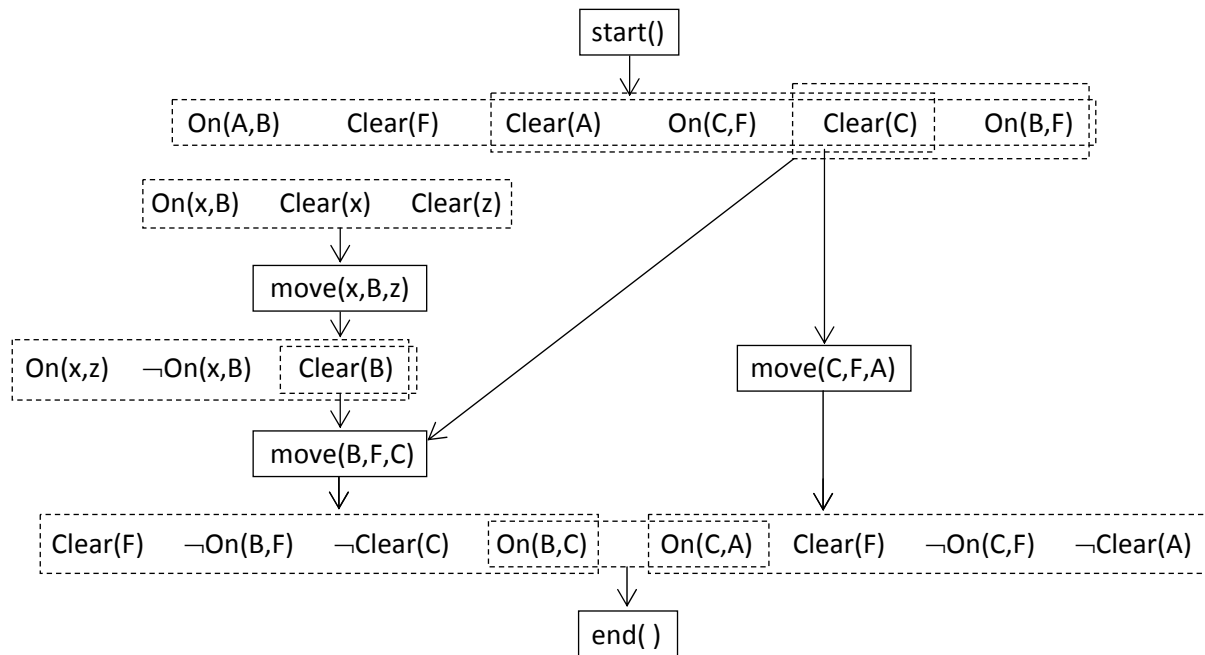 start()
On(A,B) Clear(F) Clear(A) On(C,F) Clear(C) On(B,F)
On(x,B) Clear(x) Clear(z)
move(x,B,z)
On(x,z) ¬On(x,B) Clear(B)
move(C,F,A)
move(B,F,C)
Clear(F) ¬On(B,F) ¬Clear(C) On(B,C) On(C,A) Clear(F) ¬On(C,F) ¬Clear(A)
end( )